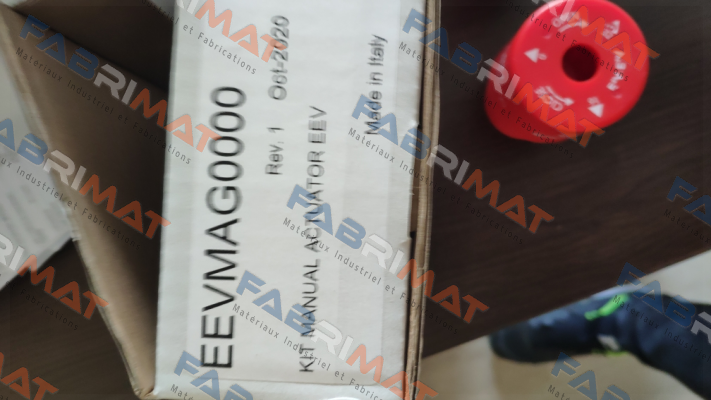 EEVMAG0000
Rev. 1 Oct-2020
KIT MANUAL ACTUATOR EEV
Made in Italy
FABRIMAT
Matériaux Industriel et Fabrications